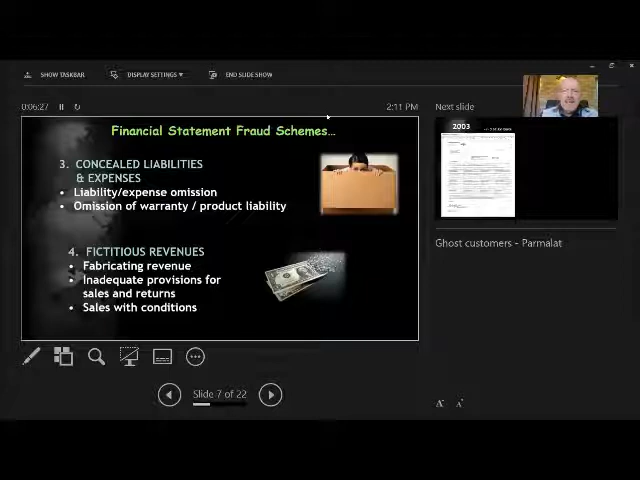 SHOW TASKBAR DISPLAY SETTINGS ▼ END SLIDE SHOW
0:06:27 2:11 PM Next slide
Financial Statement Fraud Schemes…
3. CONCEALED LIABILITIES
& EXPENSES
• Liability/expense omission
• Omission of warranty / product liability
4. FICTITIOUS REVENUES
• Fabricating revenue
• Inadequate provisions for
sales and returns
• Sales with conditions
2003
Ghost customers - Parmalat
Slide 7 of 22
A A